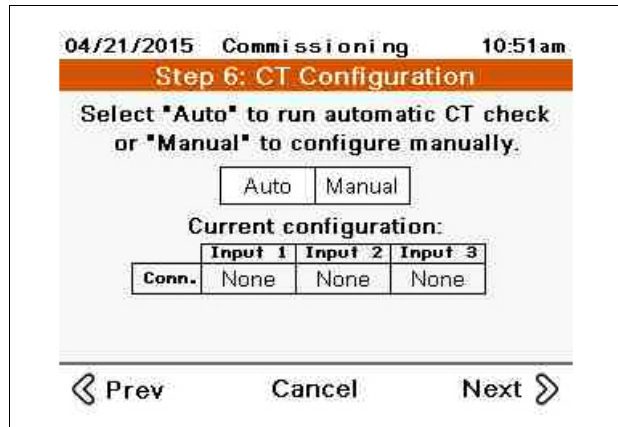 04/21/2015 Commissioning 10:51am
Step 6: CT Configuration
Select "Auto" to run automatic CT check
or "Manual" to configure manually.
Auto Manual
Current configuration:
Input 1 Input 2 Input 3
Conn. None None None
Prev Cancel Next